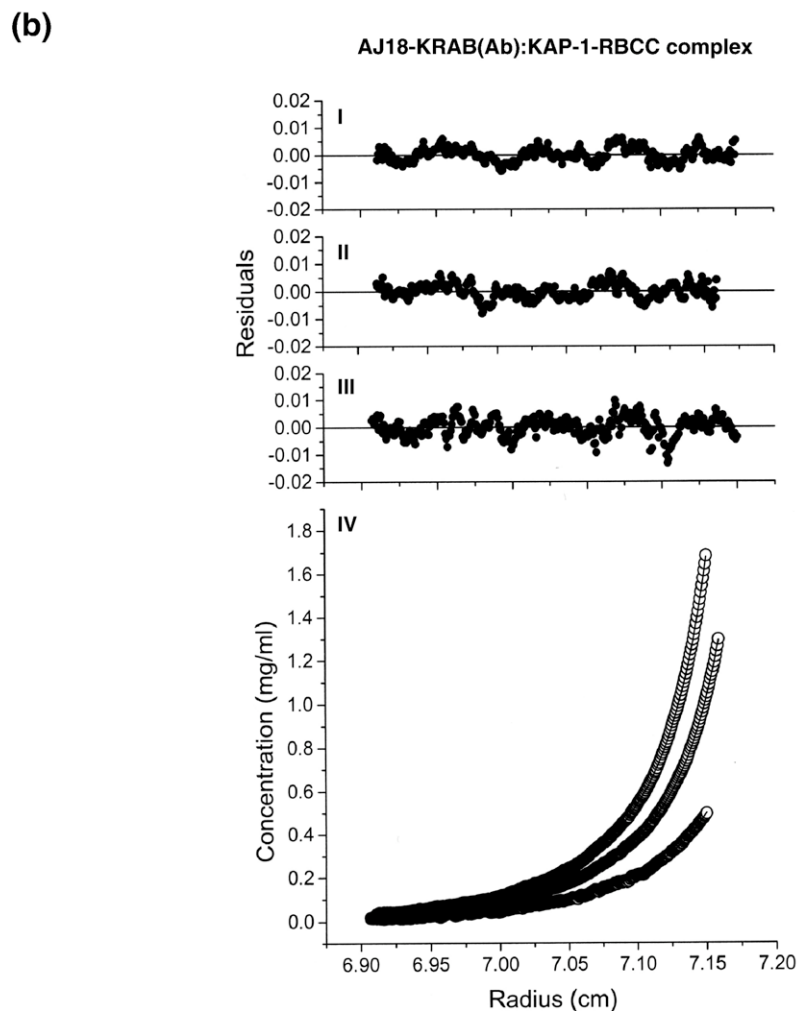 (b)
AJ18-KRAB(Ab):KAP-1-RBCC complex
0.02
0.01
0.00
-0.01
-0.02
I
0.02
0.01
0.00
-0.01
-0.02
II
0.02
0.01
0.00
-0.01
-0.02
III
Residuals
1.8
1.6
1.4
1.2
1.0
0.8
0.6
0.4
0.2
0.0
IV
Concentration (mg/ml)
6.90 6.95 7.00 7.05 7.10 7.15 7.20
Radius (cm)